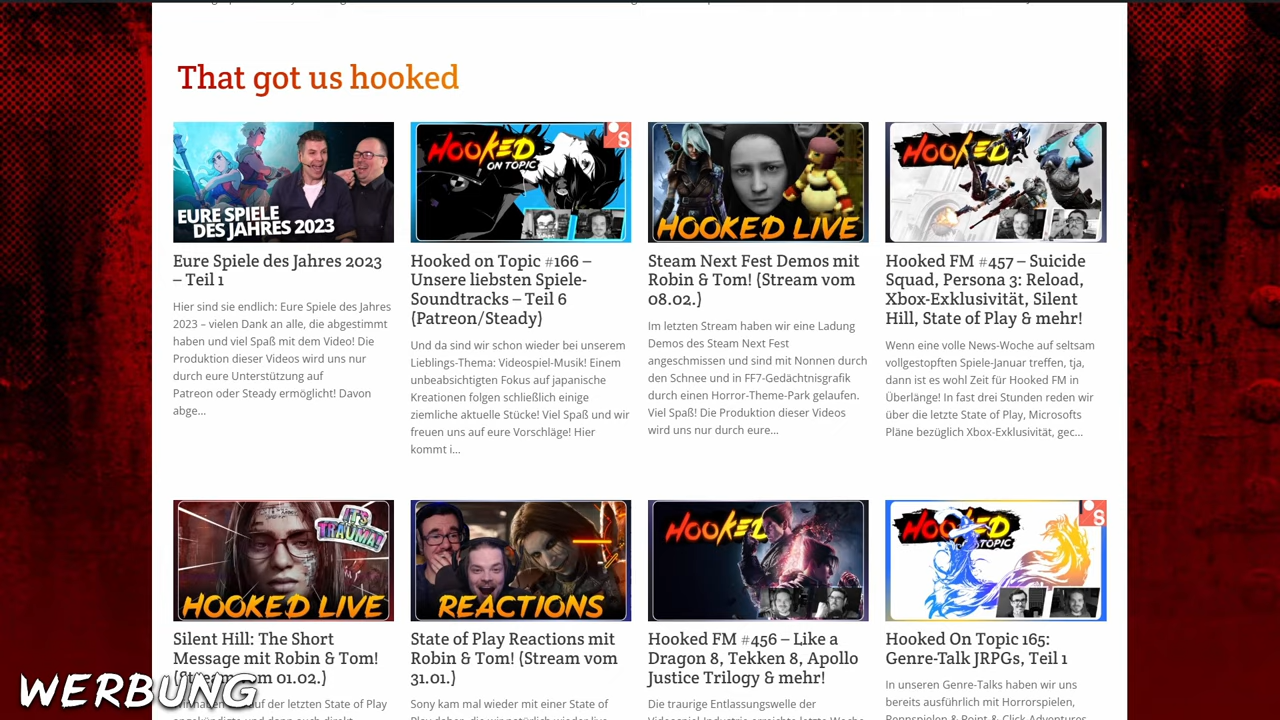 That got us hooked
EURE SPIELE
DES JAHRES 2023
HOOKED
ON TOPIC
S
HOOKED LIVE
HOOKED
Eure Spiele des Jahres 2023
– Teil 1
Hier sind sie endlich: Eure Spiele des Jahres
2023 – vielen Dank an alle, die abgestimmt
haben und viel Spaß mit dem Video! Die
Produktion dieser Videos wird uns nur
durch eure Unterstützung auf
Patreon oder Steady ermöglicht! Davon
abge...
Hooked on Topic #166 –
Unsere liebsten Spiele-
Soundtracks – Teil 6
(Patreon/Steady)
Und da sind wir schon wieder bei unserem
Lieblings-Thema: Videospiel-Musik! Einem
unbeabsichtigten Fokus auf japanische
Kreationen folgen schließlich einige
ziemliche aktuelle Stücke! Viel Spaß und wir
freuen uns auf eure Vorschläge! Hier
kommt i...
Steam Next Fest Demos mit
Robin & Tom! (Stream vom
08.02.)
Im letzten Stream haben wir eine Ladung
Demos des Steam Next Fest
angeschmissen und sind mit Nonnen durch
den Schnee und in FF7-Gedächtnisgrafik
durch einen Horror-Theme-Park gelaufen.
Viel Spaß! Die Produktion dieser Videos
wird uns nur durch eure...
Hooked FM #457 – Suicide
Squad, Persona 3: Reload,
Xbox-Exklusivität, Silent
Hill, State of Play & mehr!
Wenn eine volle News-Woche auf seltsam
vollgestopften Spiele-Januar treffen, tja,
dann ist es wohl Zeit für Hooked FM in
Überlänge! In fast drei Stunden reden wir
über die letzte State of Play, Microsofts
Pläne bezüglich Xbox-Exklusivität, gec...
IT'S
TRAUMA!
HOOKED LIVE
REACTIONS
HOOKED
HOOKED
TOPIC
S
Silent Hill: The Short
Message mit Robin & Tom!
(Stream vom 01.02.)
auf der letzten State of Play
State of Play Reactions mit
Robin & Tom! (Stream vom
31.01.)
Sony kam mal wieder mit einer State of
Hooked FM #456 – Like a
Dragon 8, Tekken 8, Apollo
Justice Trilogy & mehr!
Die traurige Entlassungswelle der
Hooked On Topic 165:
Genre-Talk JRPGs, Teil 1
In unseren Genre-Talks haben wir uns
bereits ausführlich mit Horrorspielen,
Rennspielen & Point-&-Click-Adventures
WERBUNG